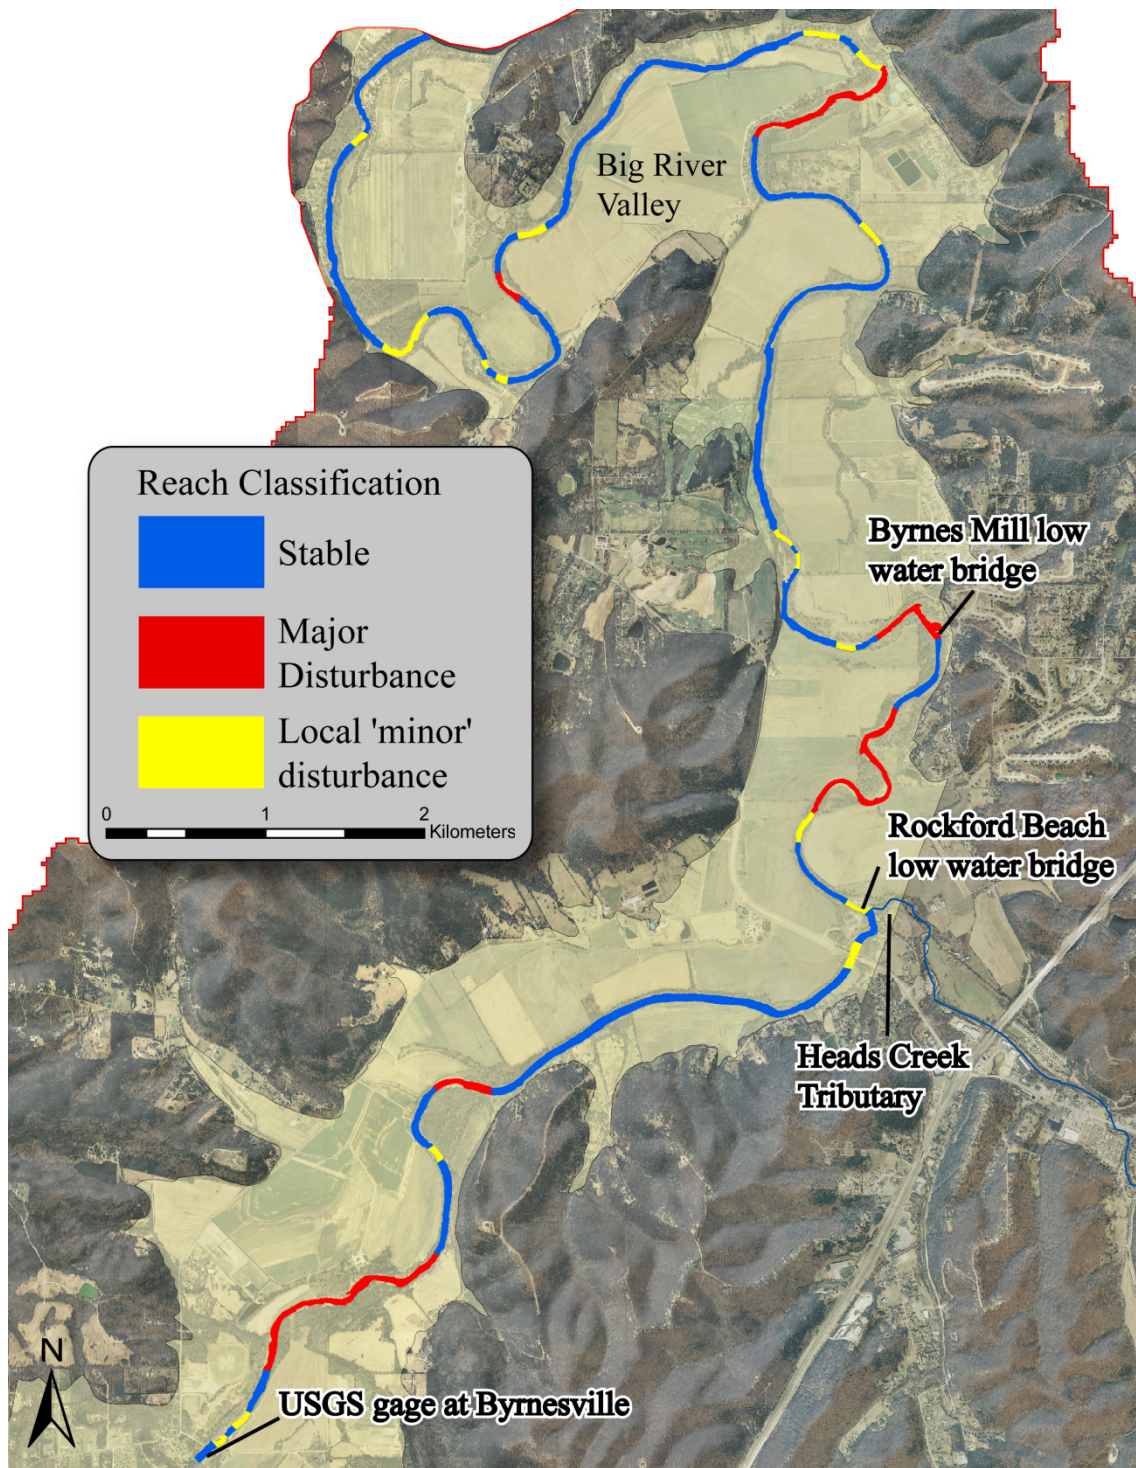 Big River
Valley
Reach Classification
Stable
Major
Disturbance
Local 'minor'
disturbance
0 1 2
Kilometers
Byrnes Mill low
water bridge
Rockford Beach
low water bridge
Heads Creek
Tributary
N
USGS gage at Byrnesville